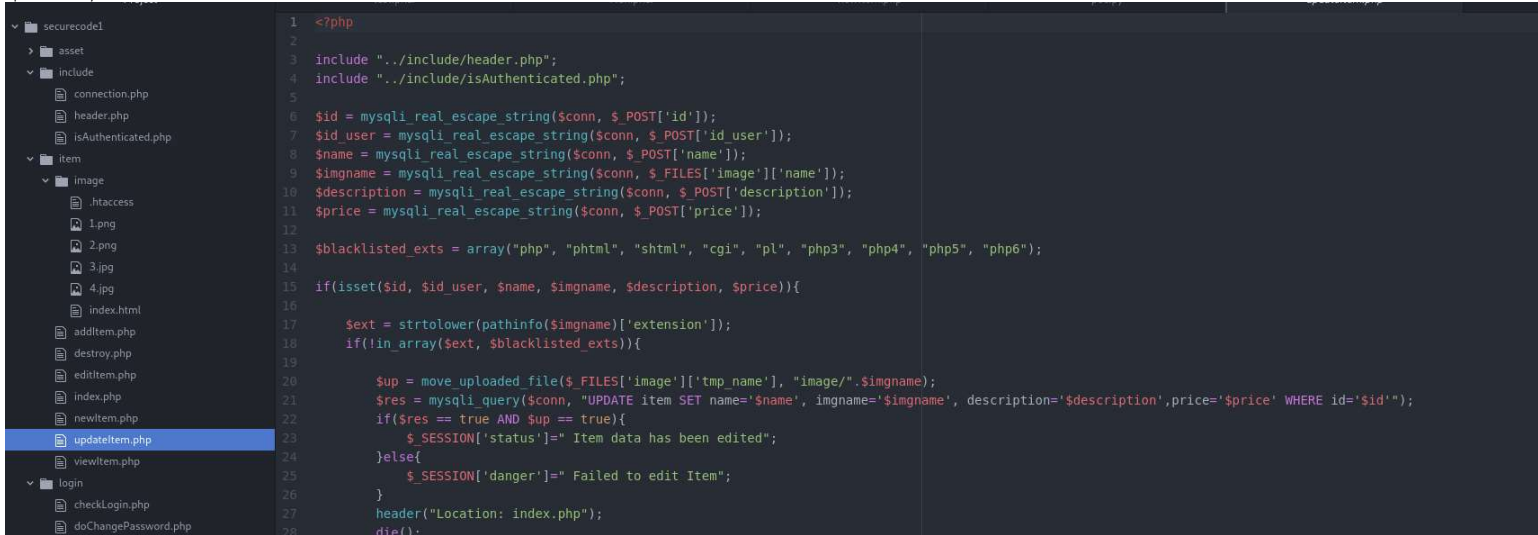 securecode1
asset
include
connection.php
header.php
isAuthenticated.php
item
image
.htaccess
1.png
2.png
3.jpg
4.jpg
index.html
addItem.php
destroy.php
editItem.php
index.php
newItem.php
updateItem.php
viewItem.php
login
checkLogin.php
doChangePassword.php
1 <?php
2
3 include "../include/header.php";
4 include "../include/isAuthenticated.php";
5
6 $id = mysqli_real_escape_string($conn, $_POST['id']);
7 $id_user = mysqli_real_escape_string($conn, $_POST['id_user']);
8 $name = mysqli_real_escape_string($conn, $_POST['name']);
9 $imgname = mysqli_real_escape_string($conn, $_FILES['image']['name']);
10 $description = mysqli_real_escape_string($conn, $_POST['description']);
11 $price = mysqli_real_escape_string($conn, $_POST['price']);
12
13 $blacklisted_exts = array("php", "phtml", "shtml", "cgi", "pl", "php3", "php4", "php5", "php6");
14
15 if(isset($id, $id_user, $name, $imgname, $description, $price)){
16
17 $ext = strtolower(pathinfo($imgname)['extension']);
18 if(!in_array($ext, $blacklisted_exts)){
19
20 $up = move_uploaded_file($_FILES['image']['tmp_name'], "image/".$imgname);
21 $res = mysqli_query($conn, "UPDATE item SET name='$name', imgname='$imgname', description='$description',price='$price' WHERE id='$id'");
22 if($res == true AND $up == true){
23 $_SESSION['status']=" Item data has been edited";
24 }else{
25 $_SESSION['danger']=" Failed to edit Item";
26 }
27 header("Location: index.php");
28 die();